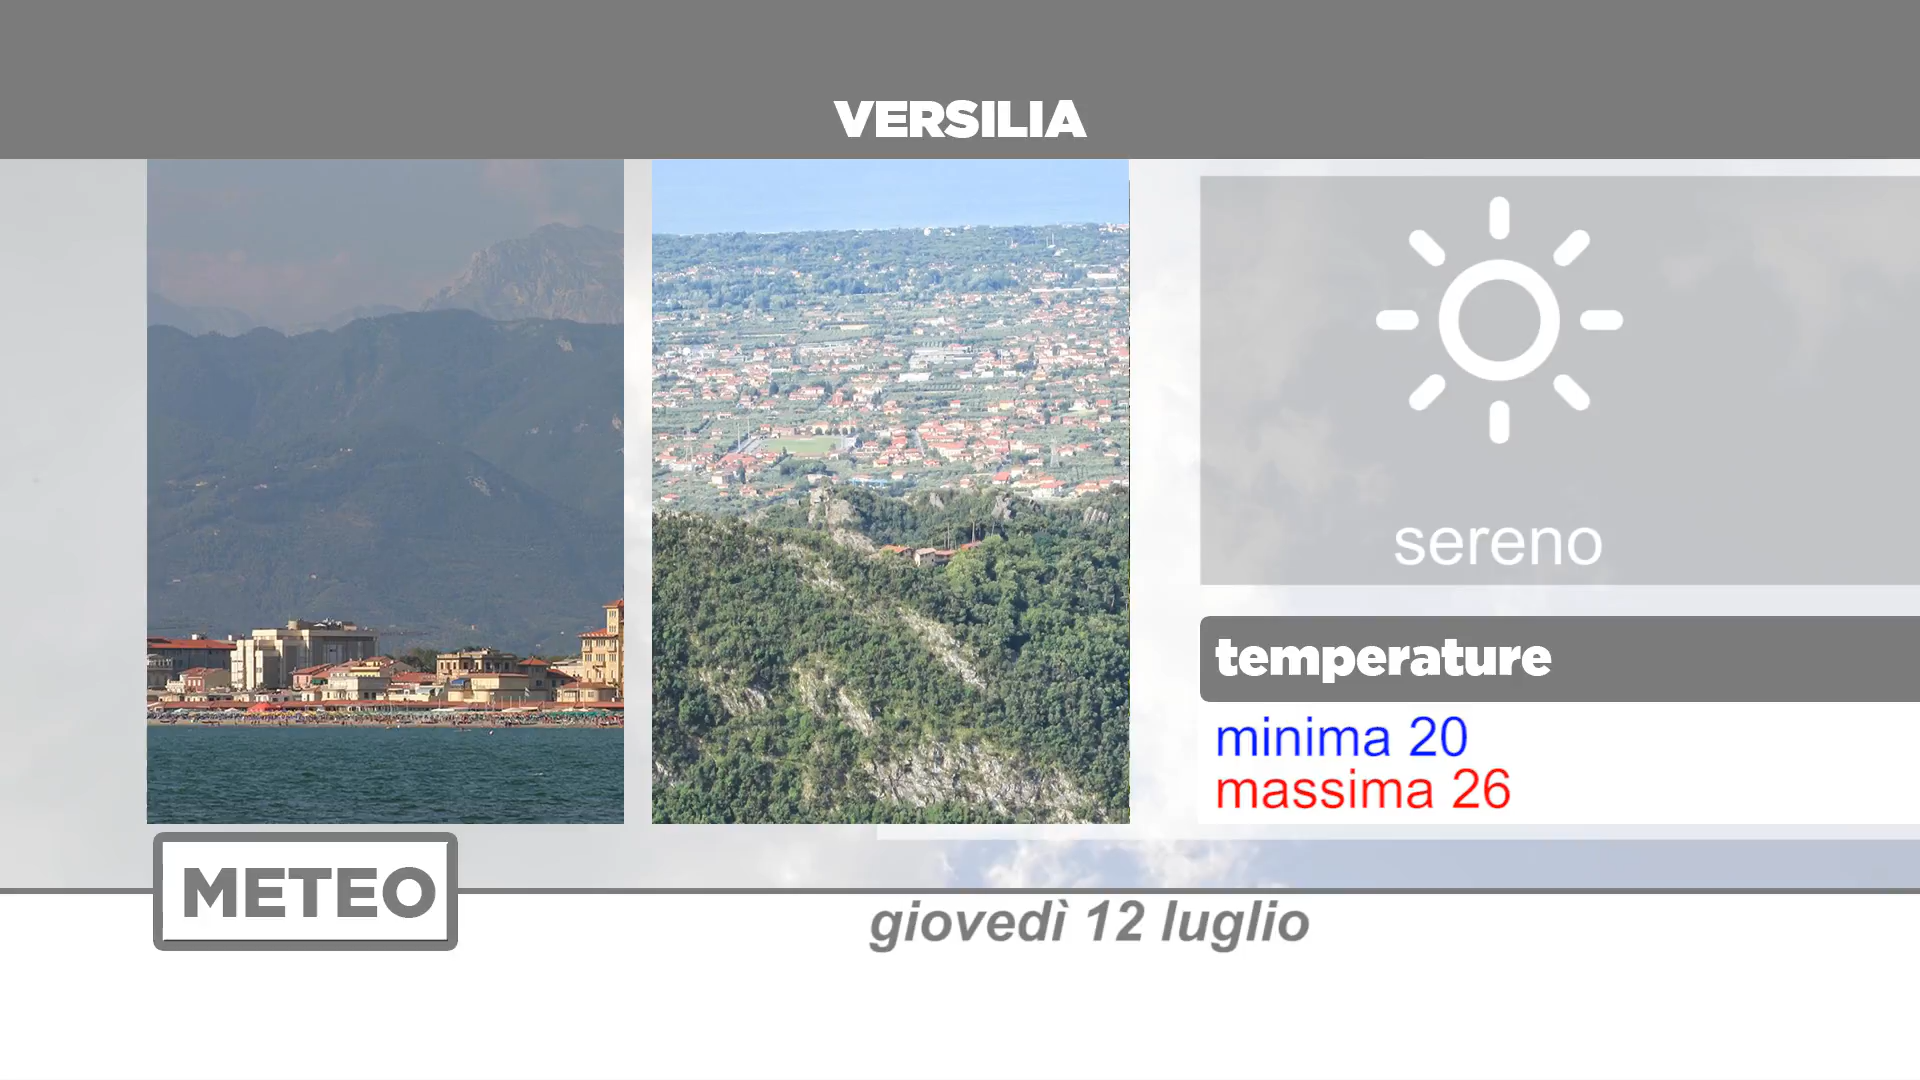 VERSILIA
sereno
temperature
minima 20
massima 26
METEO
giovedì 12 luglio